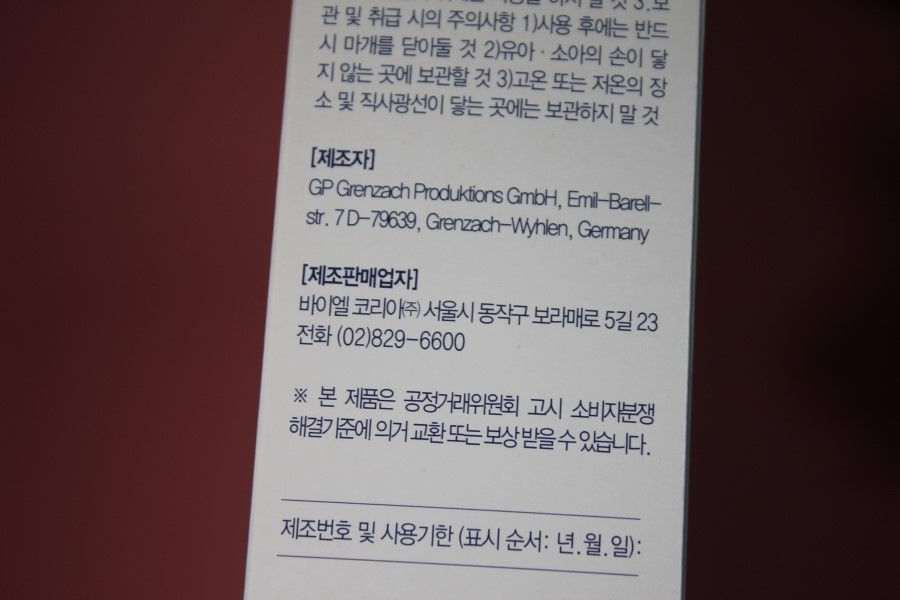 것 3.보
관 및 취급 시의 주의사항 1)사용 후에는 반드
시 마개를 닫아둘 것 2)유아 · 소아의 손이 닿
지 않는 곳에 보관할 것 3)고온 또는 저온의 장
소 및 직사광선이 닿는 곳에는 보관하지 말 것
[제조자]
GP Grenzach Produktions GmbH, Emil-Barell-
str. 7 D-79639, Grenzach-Wyhlen, Germany
[제조판매업자]
바이엘 코리아㈜ 서울시 동작구 보라매로 5길 23
전화 (02)829-6600
※ 본 제품은 공정거래위원회 고시 소비자분쟁
해결기준에 의거 교환 또는 보상 받을 수 있습니다.
제조번호 및 사용기한 (표시 순서: 년.월.일):